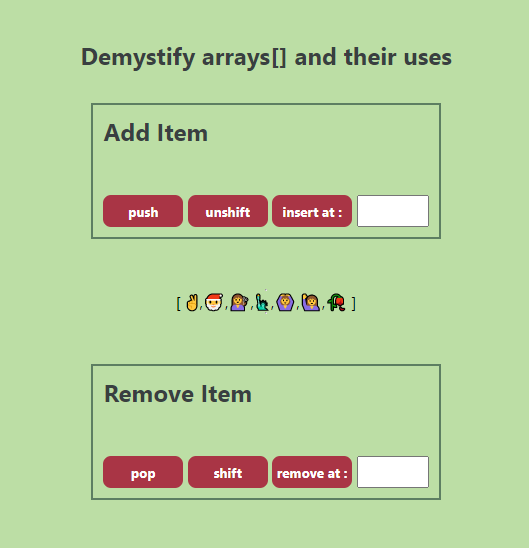 Demystify arrays[] and their uses
Add Item
push unshift insert at :
[ ✌,🎅,💇‍♀️,🧞‍♂️,🙆‍♀️,🙋‍♀️,🥀 ]
Remove Item
pop shift remove at :